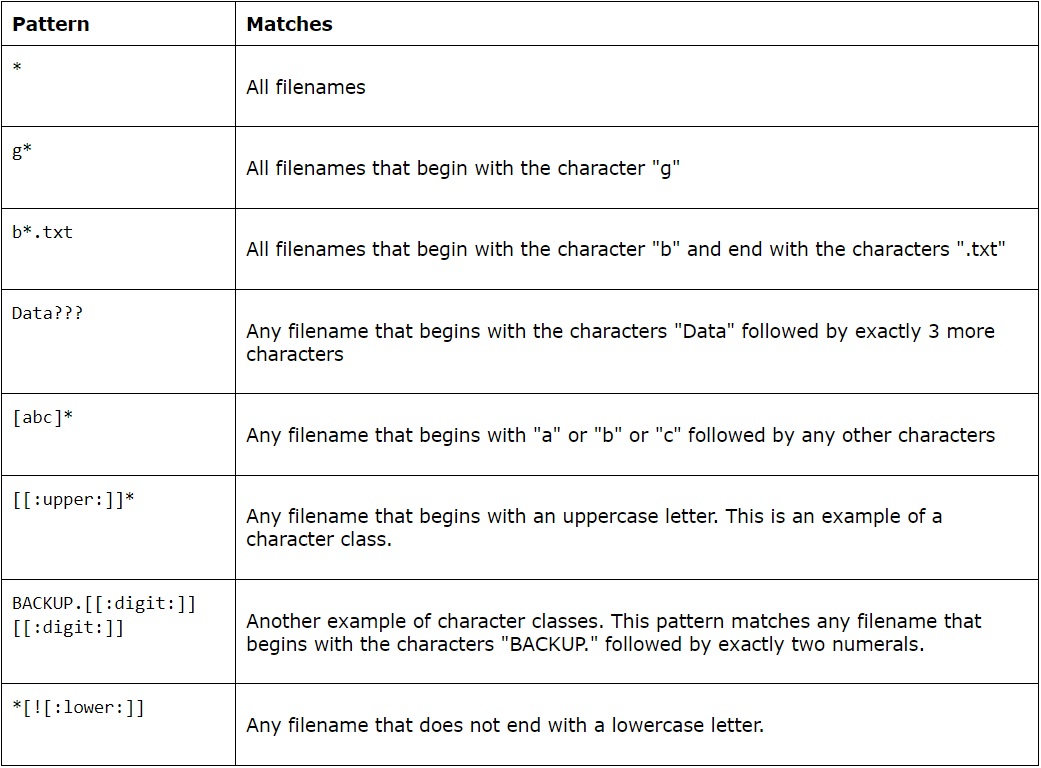 Pattern Matches
*
All filenames
g*
All filenames that begin with the character "g"
b*.txt
All filenames that begin with the character "b" and end with the characters ".txt"
Data???
Any filename that begins with the characters "Data" followed by exactly 3 more
characters
[abc]*
Any filename that begins with "a" or "b" or "c" followed by any other characters
[[:upper:]]*
Any filename that begins with an uppercase letter. This is an example of a
character class.
BACKUP.[[:digit:]]
[[:digit:]]
Another example of character classes. This pattern matches any filename that
begins with the characters "BACKUP." followed by exactly two numerals.
*[![:lower:]]
Any filename that does not end with a lowercase letter.